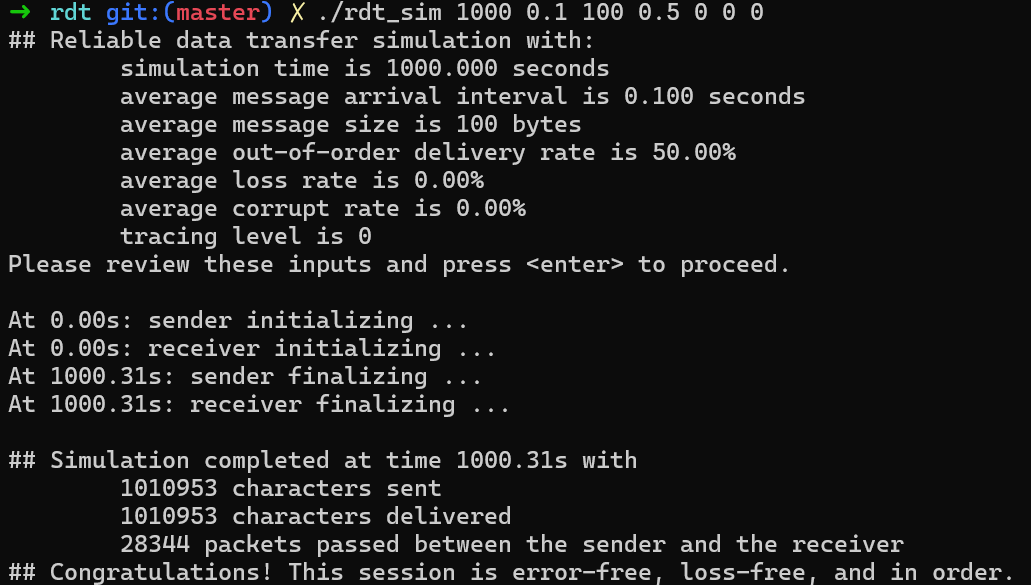 → rdt git:(master) ✗ ./rdt_sim 1000 0.1 100 0.5 0 0 0
## Reliable data transfer simulation with:
simulation time is 1000.000 seconds
average message arrival interval is 0.100 seconds
average message size is 100 bytes
average out-of-order delivery rate is 50.00%
average loss rate is 0.00%
average corrupt rate is 0.00%
tracing level is 0
Please review these inputs and press <enter> to proceed.
At 0.00s: sender initializing ...
At 0.00s: receiver initializing ...
At 1000.31s: sender finalizing ...
At 1000.31s: receiver finalizing ...
## Simulation completed at time 1000.31s with
1010953 characters sent
1010953 characters delivered
28344 packets passed between the sender and the receiver
## Congratulations! This session is error-free, loss-free, and in order.